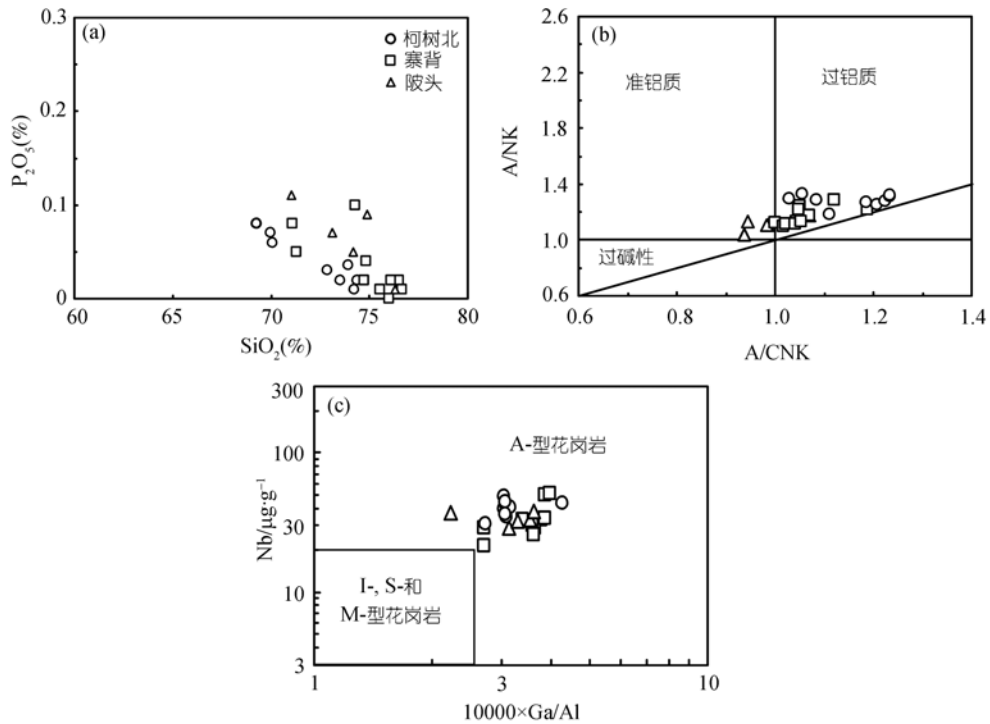 (a)
柯树北
寨背
陂头
0.3
0.2
0.1
0
P₂O₅(%)
60
65
70
75
80
SiO₂(%)
(b)
准铝质
过铝质
过碱性
2.6
2.2
1.8
1.4
1.0
0.6
A/NK
0.6
0.8
1.0
1.2
1.4
A/CNK
(c)
A-型花岗岩
I-, S-和
M-型花岗岩
300
100
30
10
3
Nb/μg·g⁻¹
1
3
10
10000×Ga/Al